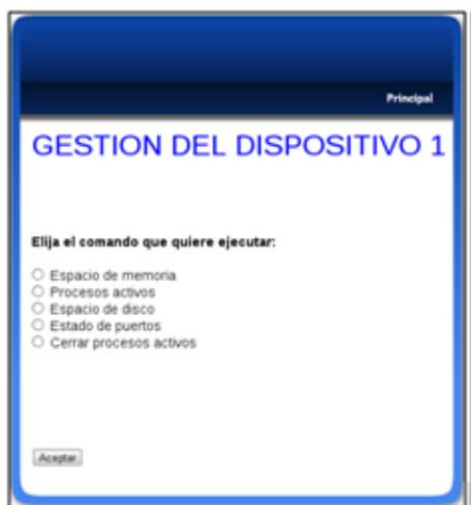 Principal
GESTION DEL DISPOSITIVO 1
Elija el comando que quiere ejecutar:
Espacio de memoria
Procesos activos
Espacio de disco
Estado de puertos
Cerrar procesos activos
Aceptar